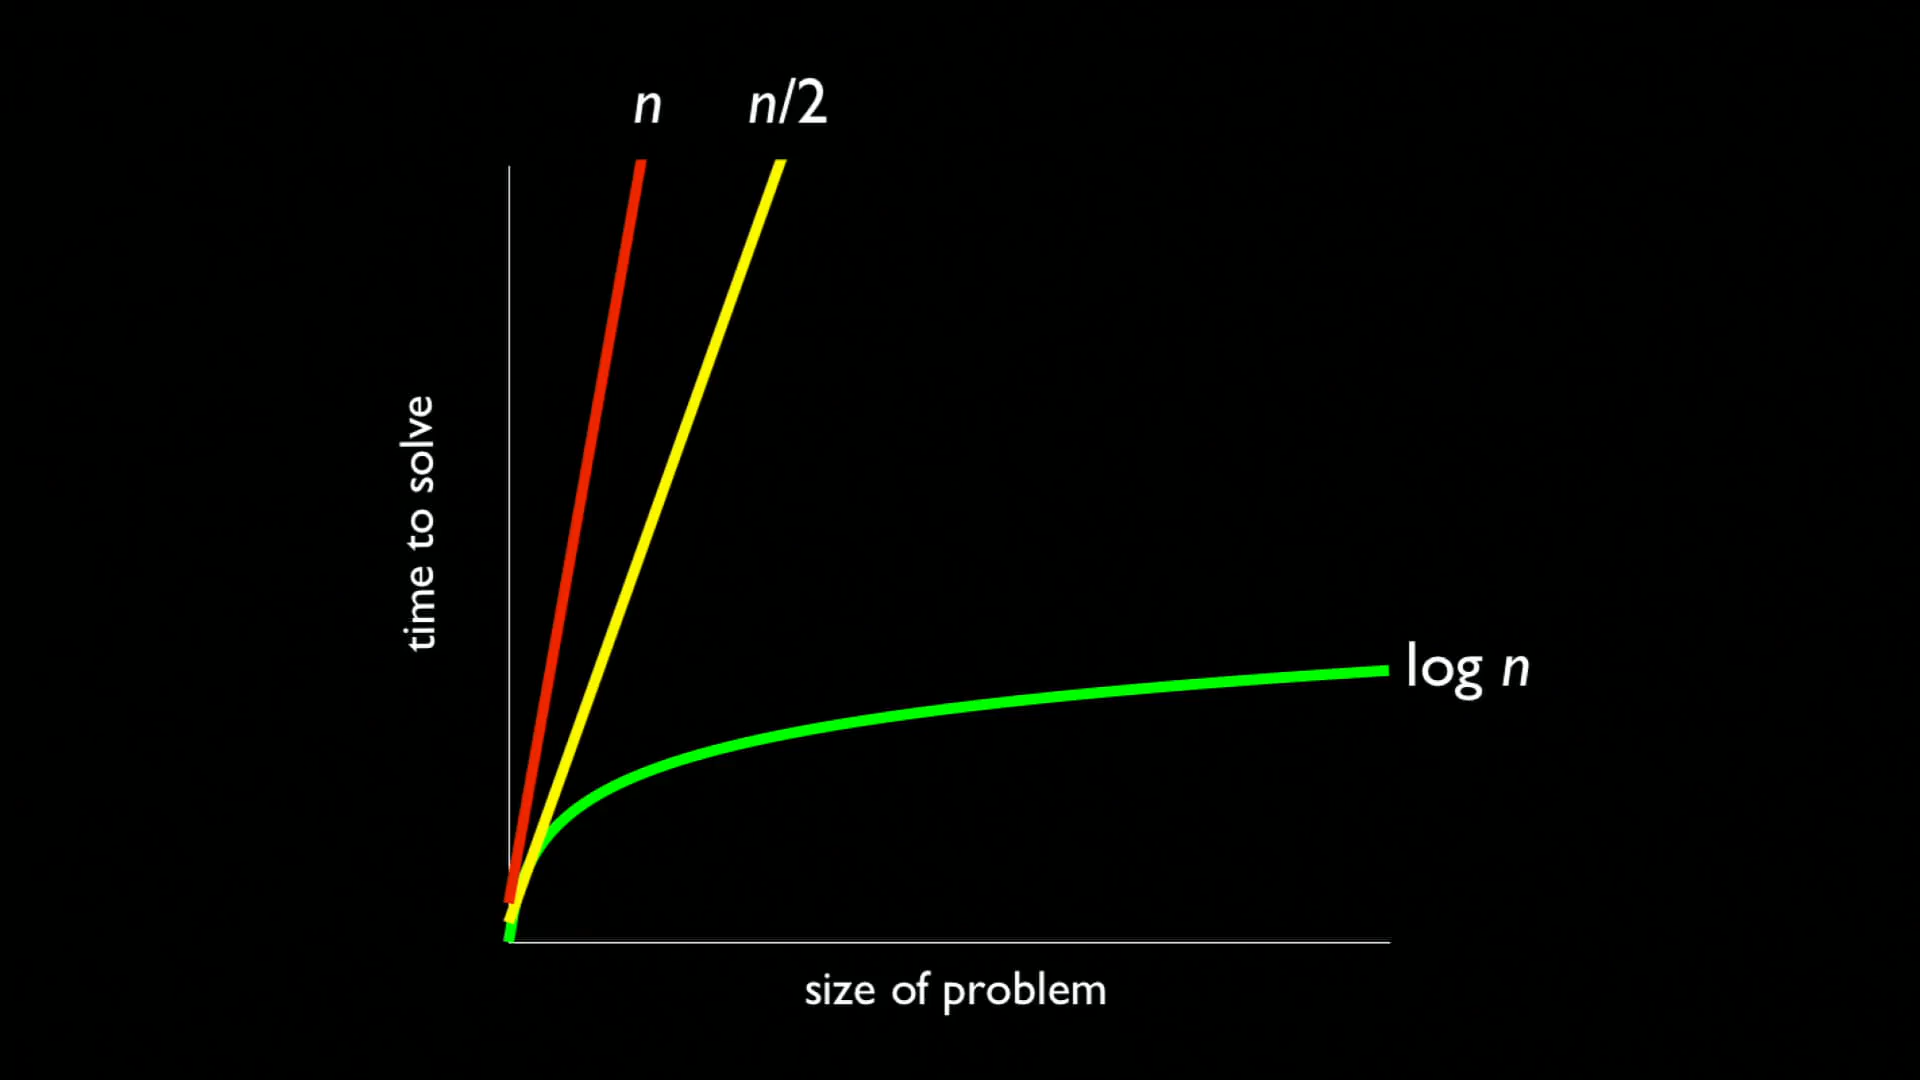 n
n/2
time to solve
log n
size of problem